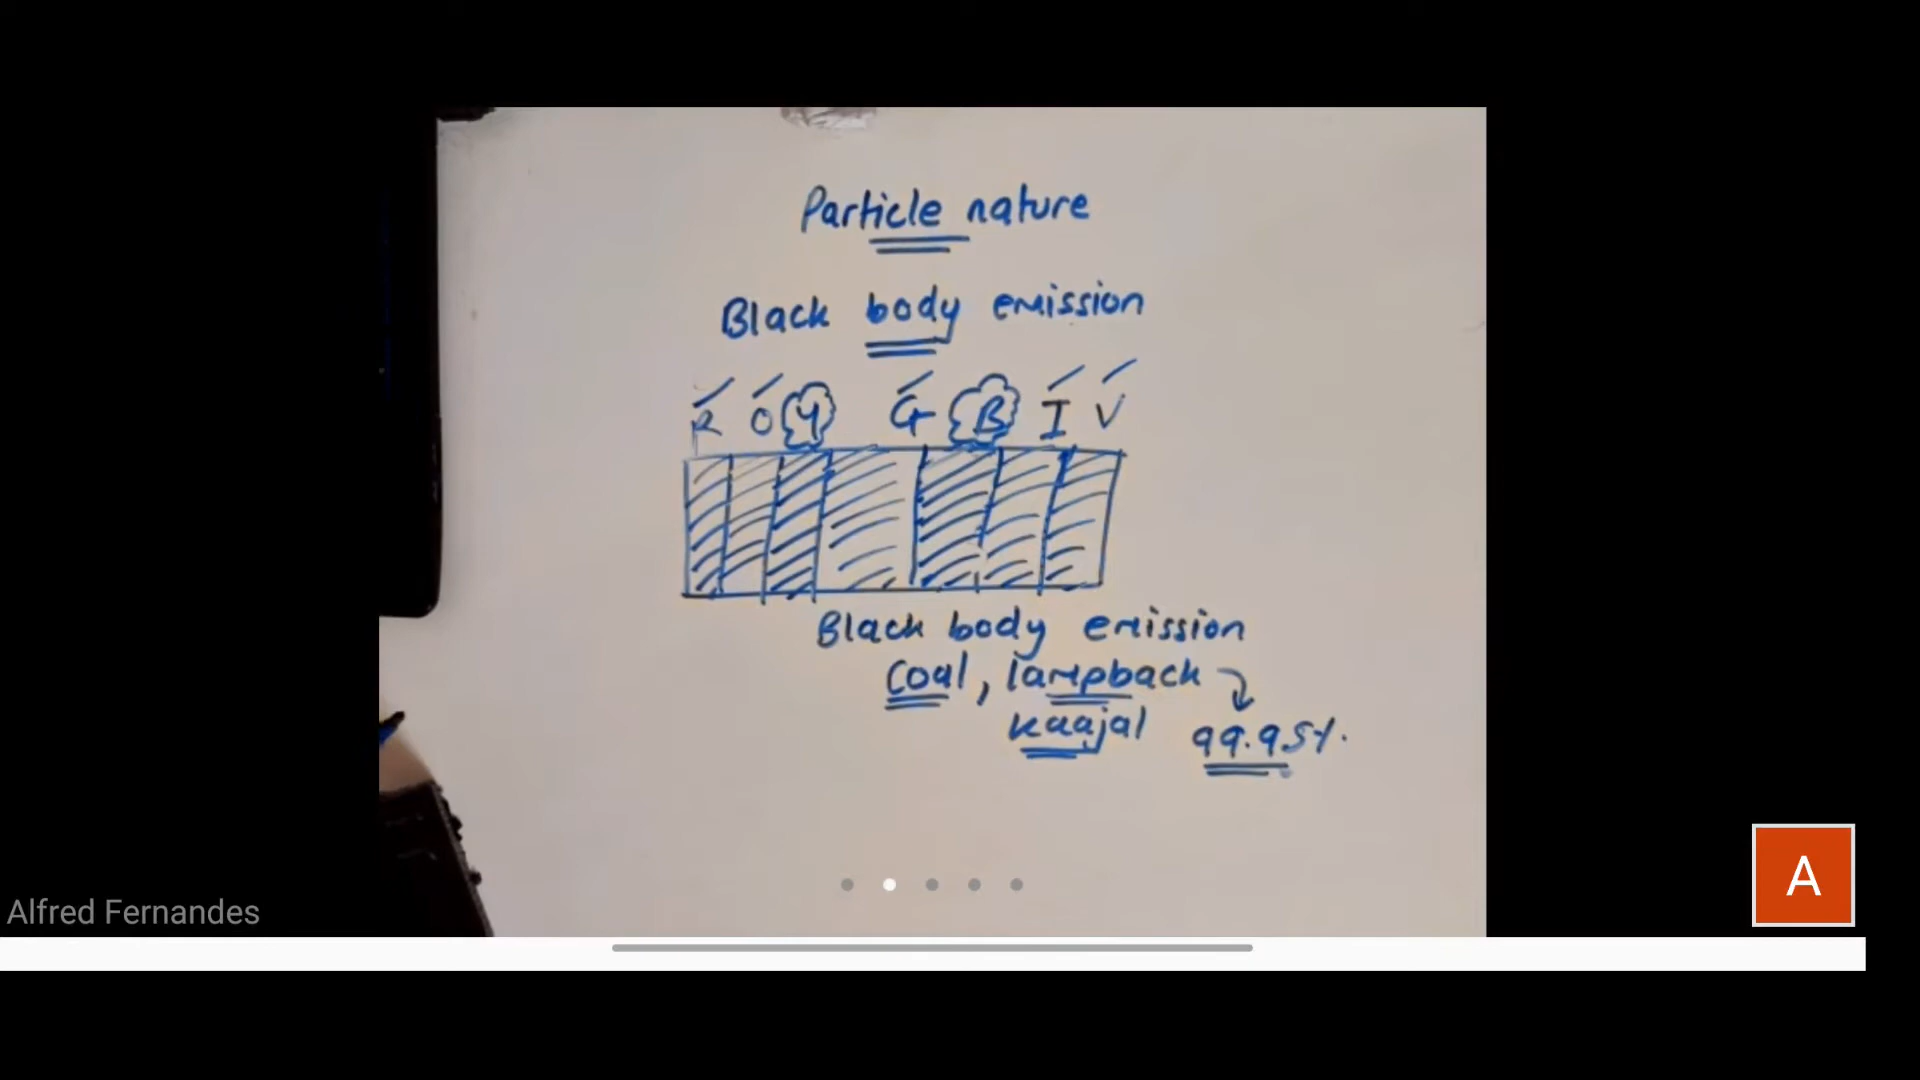 Particle nature
Black body emission
R O Y G B I V
Black body emission
Coal, lampback
kaajal 99.95%.
Alfred Fernandes
A